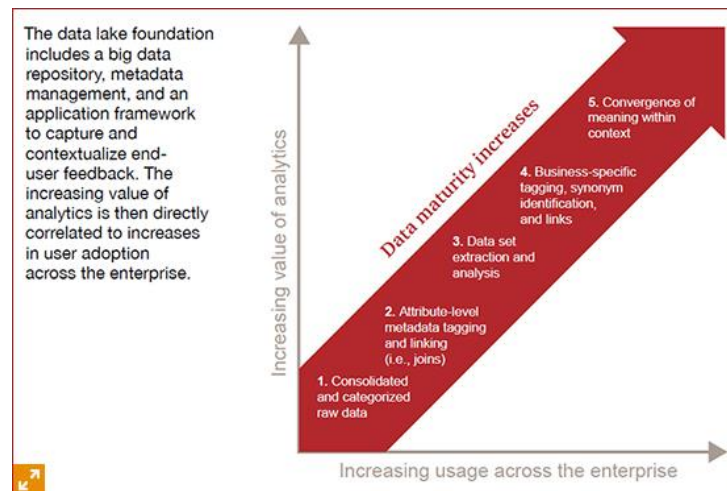 The data lake foundation
includes a big data
repository, metadata
management, and an
application framework
to capture and
contextualize end-
user feedback. The
increasing value of
analytics is then directly
correlated to increases
in user adoption
across the enterprise.
Increasing value of analytics
Data maturity increases
5. Convergence of
meaning within
context
4. Business-specific
tagging, synonym
identification,
and links
3. Data set
extraction and
analysis
2. Attribute-level
metadata tagging
and linking
(i.e., joins)
1. Consolidated
and categorized
raw data
Increasing usage across the enterprise